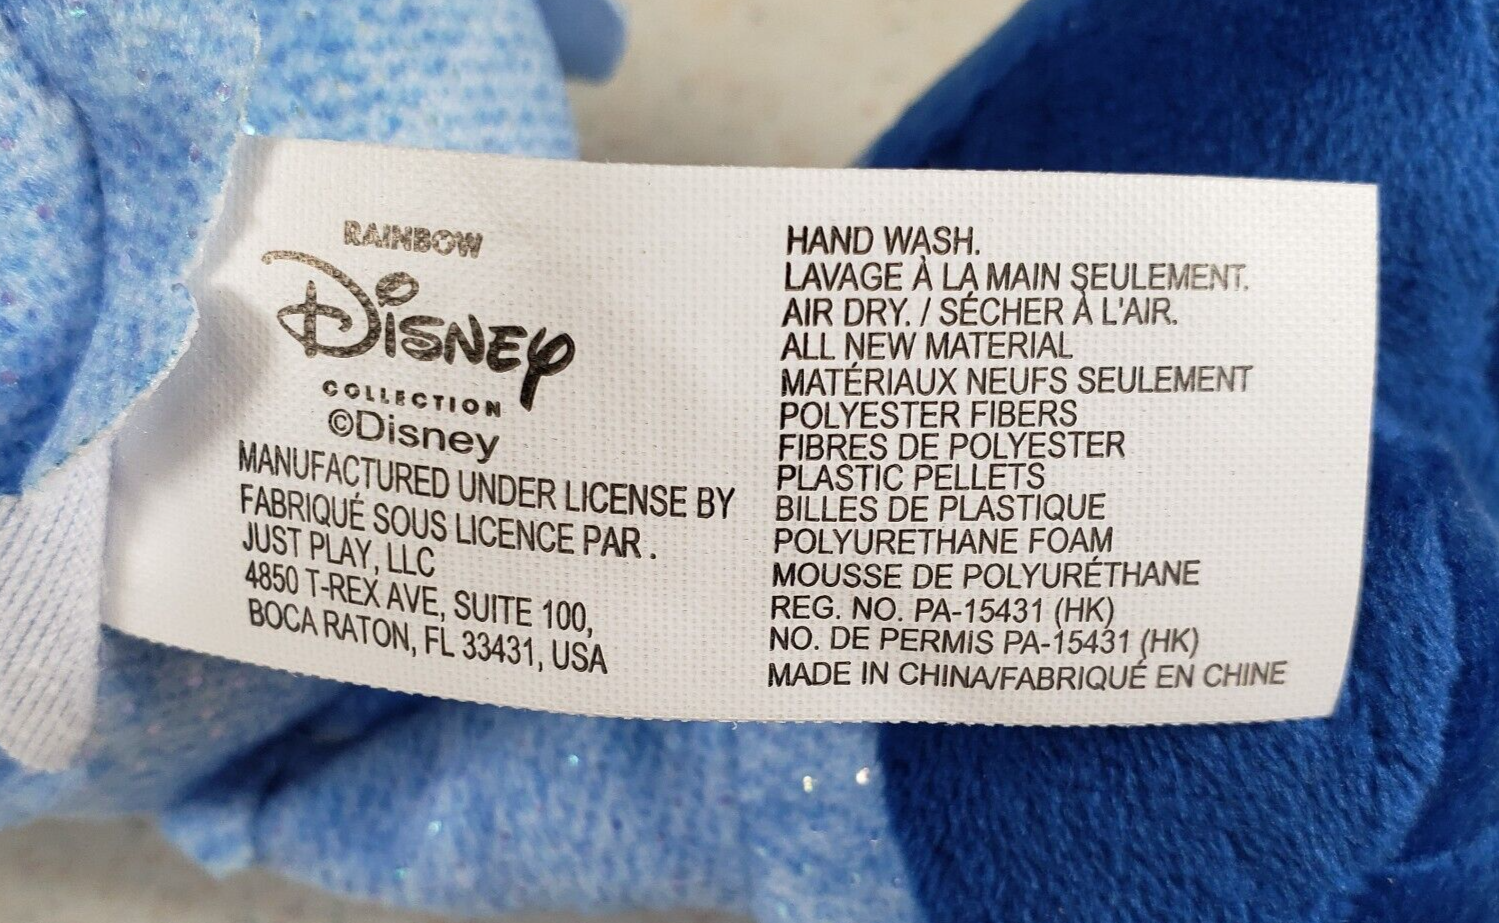 RAINBOW
Disney
COLLECTION
©Disney
MANUFACTURED UNDER LICENSE BY
FABRIQUÉ SOUS LICENCE PAR .
JUST PLAY, LLC
4850 T-REX AVE, SUITE 100,
BOCA RATON, FL 33431, USA
HAND WASH.
LAVAGE À LA MAIN SEULEMENT.
AIR DRY. / SÉCHER À L'AIR.
ALL NEW MATERIAL
MATÉRIAUX NEUFS SEULEMENT
POLYESTER FIBERS
FIBRES DE POLYESTER
PLASTIC PELLETS
BILLES DE PLASTIQUE
POLYURETHANE FOAM
MOUSSE DE POLYURÉTHANE
REG. NO. PA-15431 (HK)
NO. DE PERMIS PA-15431 (HK)
MADE IN CHINA/FABRIQUÉ EN CHINE